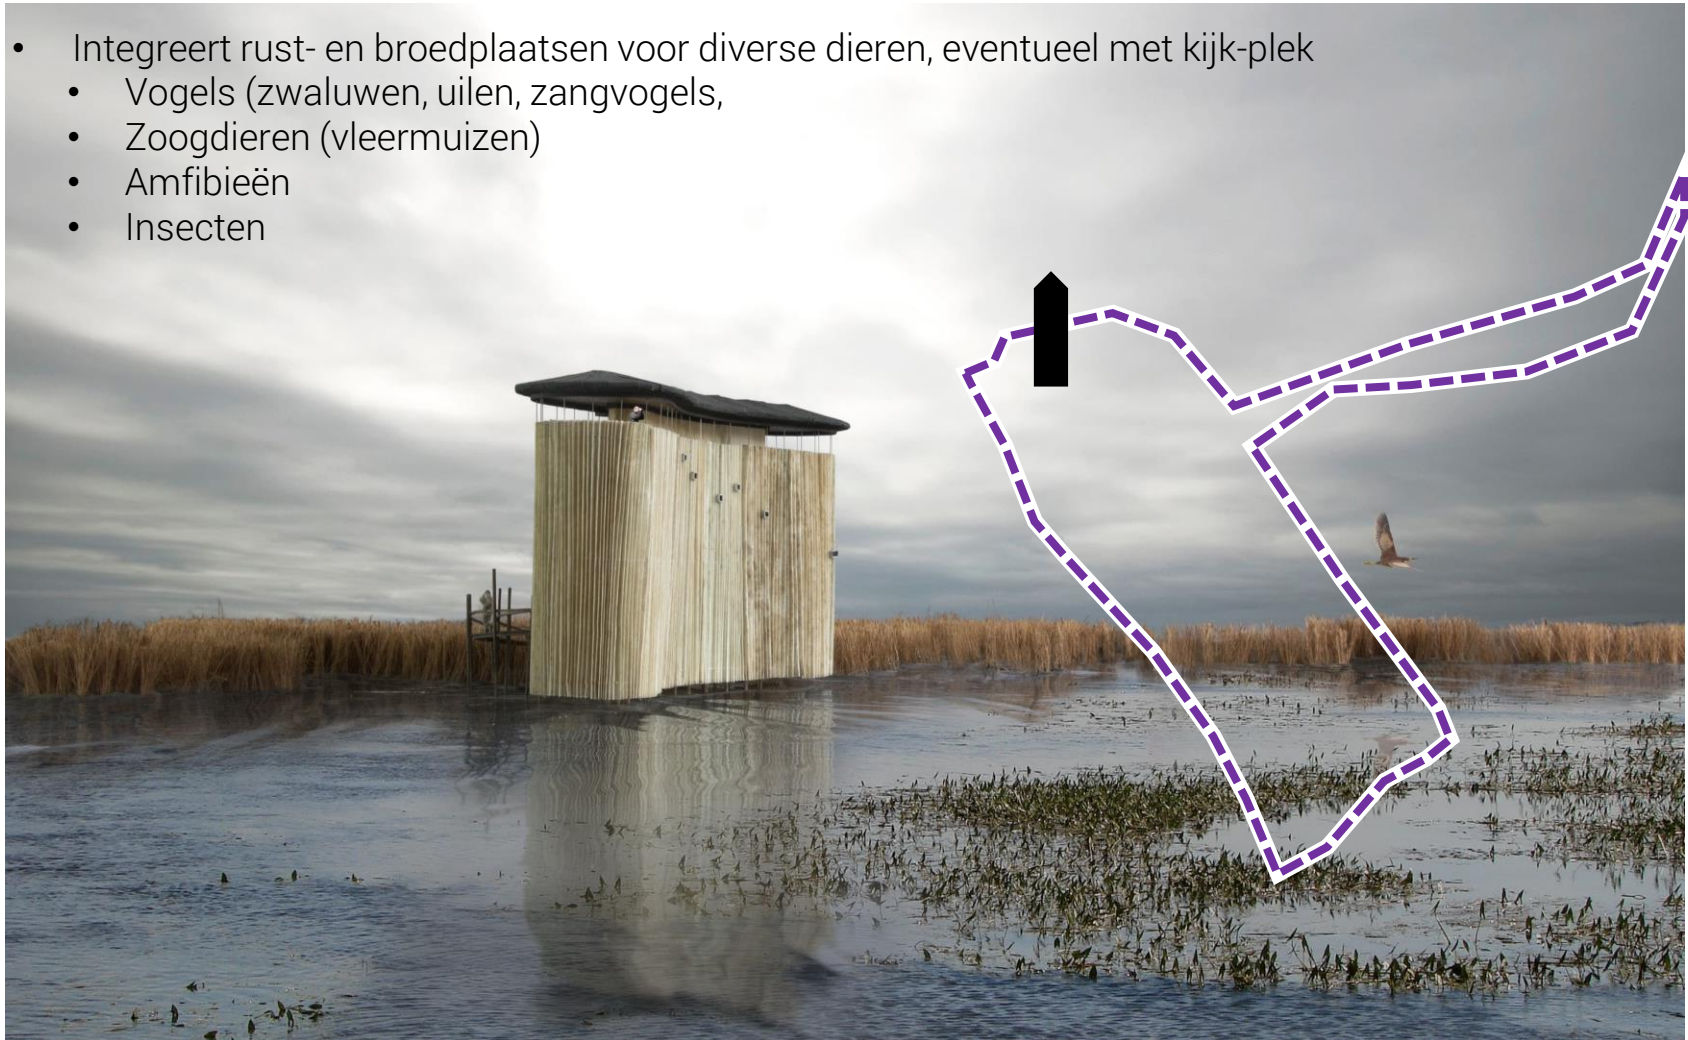 • Integreert rust- en broedplaatsen voor diverse dieren, eventueel met kijk-plek
• Vogels (zwaluwen, uilen, zangvogels,
• Zoogdieren (vleermuizen)
• Amfibieën
• Insecten